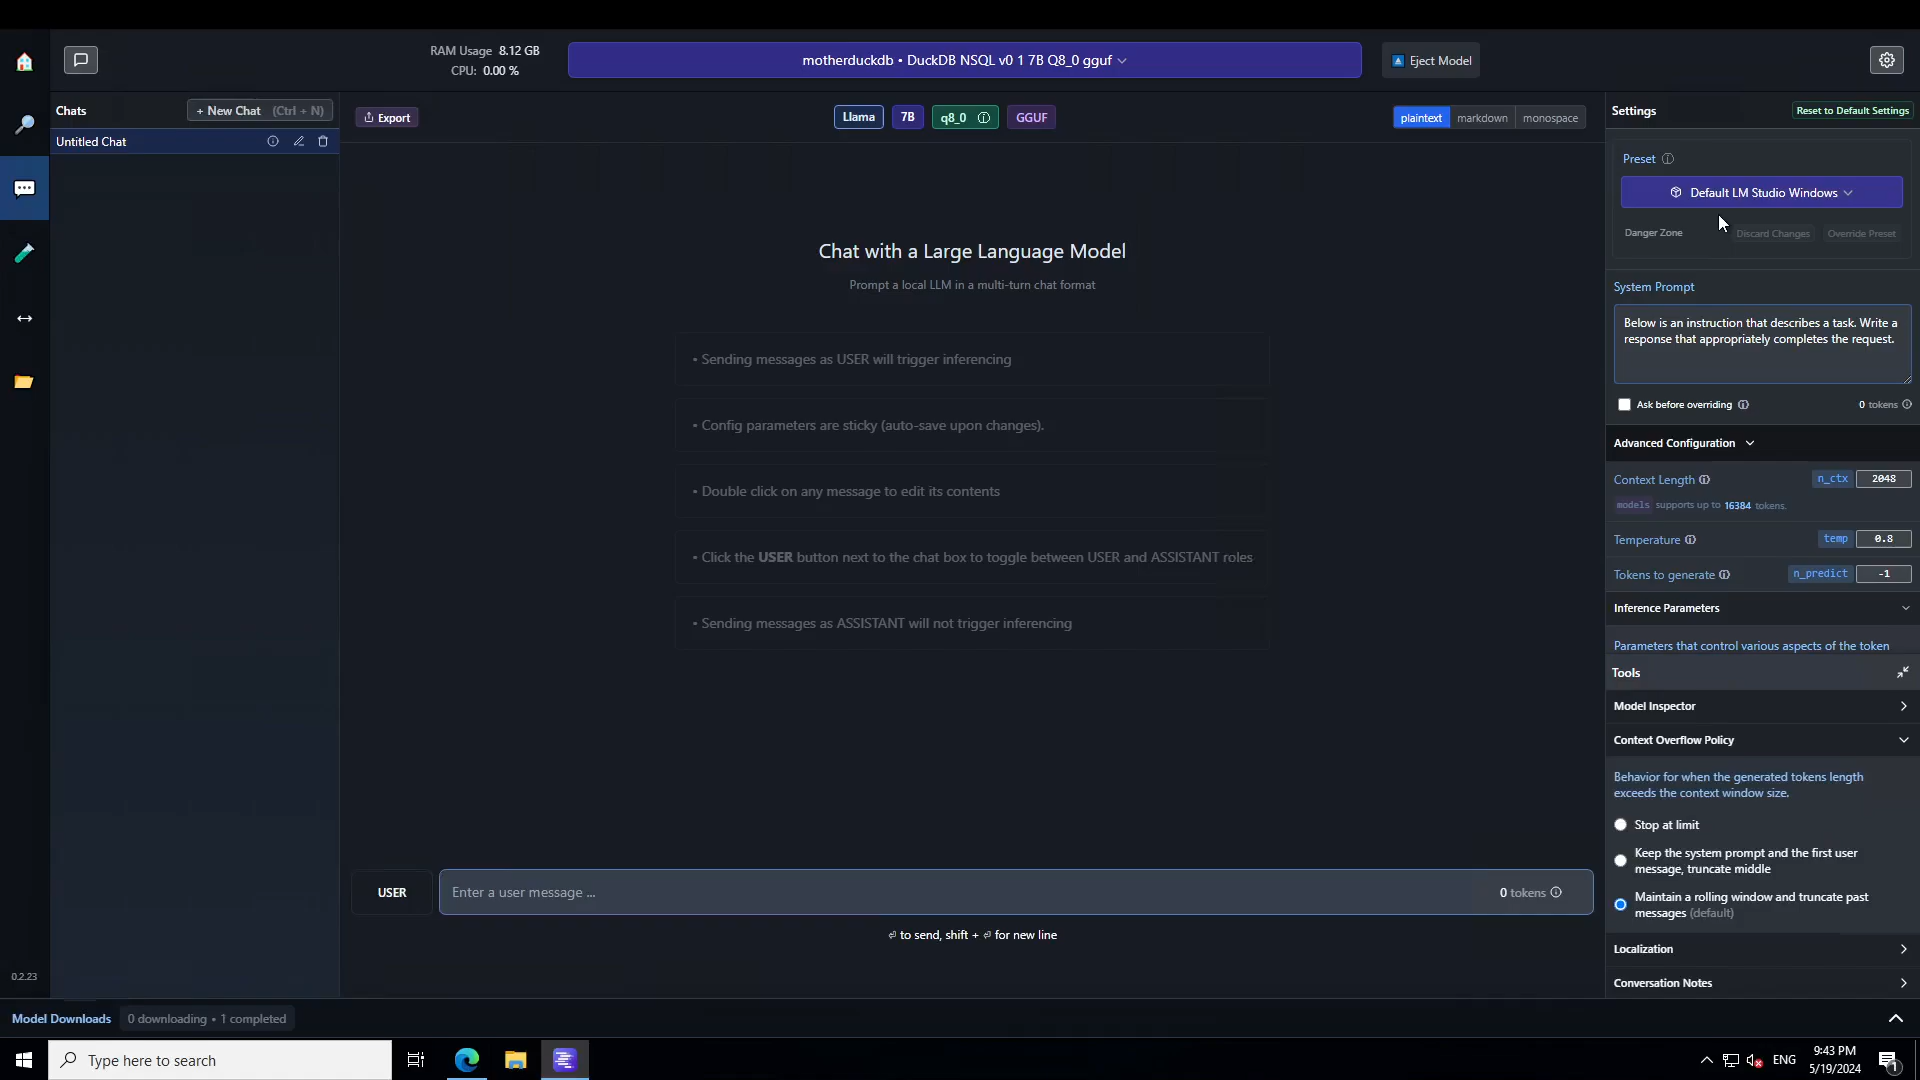 RAM Usage 8.12 GB
CPU: 0.00 %
motherduckdb • DuckDB NSQL v0 1 7B Q8_0 gguf
Eject Model
Chats
+ New Chat (Ctrl + N)
Untitled Chat
Export
Llama
7B
q8_0
GGUF
plaintext
markdown
monospace
Chat with a Large Language Model
Prompt a local LLM in a multi-turn chat format
• Sending messages as USER will trigger inferencing
• Config parameters are sticky (auto-save upon changes).
• Double click on any message to edit its contents
• Click the USER button next to the chat box to toggle between USER and ASSISTANT roles
• Sending messages as ASSISTANT will not trigger inferencing
USER
Enter a user message ...
0 tokens
⏎ to send, shift + ⏎ for new line
Settings
Reset to Default Settings
Preset
Default LM Studio Windows
Danger Zone
Discard Changes
Override Preset
System Prompt
Below is an instruction that describes a task. Write a
response that appropriately completes the request.
Ask before overriding
0 tokens
Advanced Configuration
Context Length
n_ctx
2048
models supports up to 16384 tokens.
Temperature
temp
0.8
Tokens to generate
n_predict
-1
Inference Parameters
Parameters that control various aspects of the token
Tools
Model Inspector
Context Overflow Policy
Behavior for when the generated tokens length
exceeds the context window size.
Stop at limit
Keep the system prompt and the first user
message, truncate middle
Maintain a rolling window and truncate past
messages (default)
Localization
Conversation Notes
0.2.23
Model Downloads
0 downloading • 1 completed
Type here to search
ENG
9:43 PM
5/19/2024
1